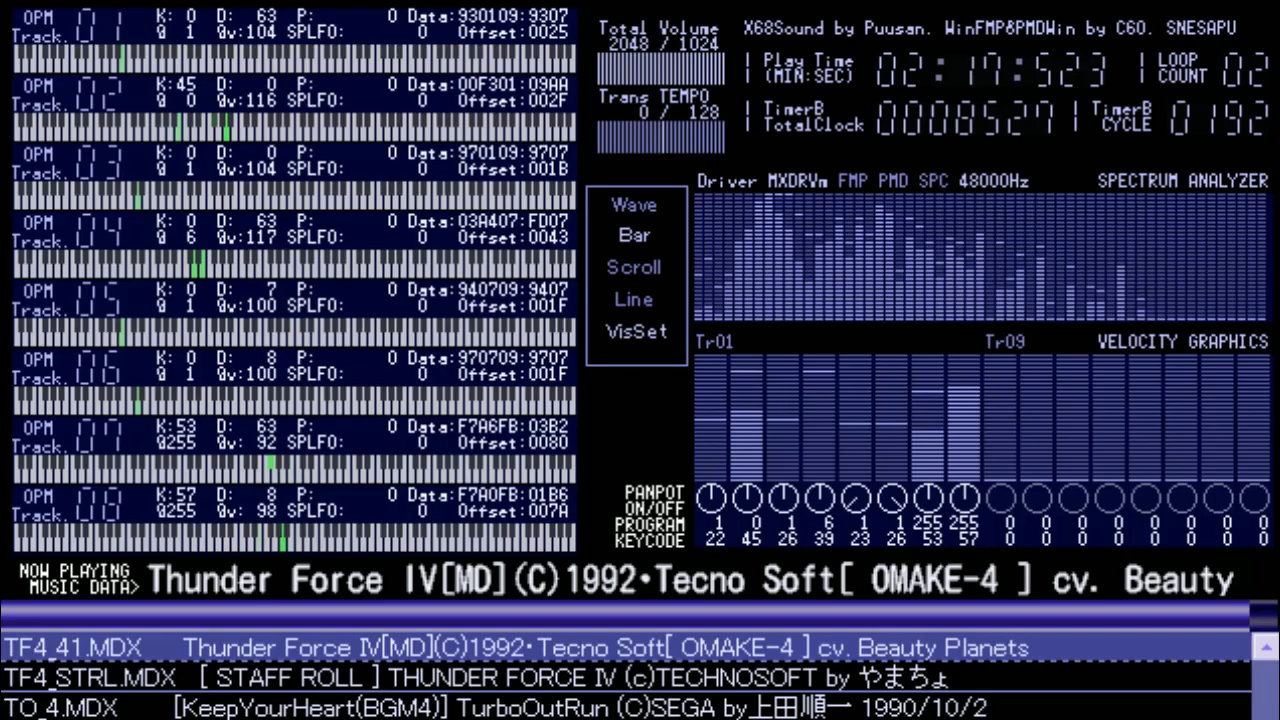 OPM Track. 01 K: 0 D: 63 P: 0 Data:930109:9307
@ 1 @v:104 SPLFO: 0 Offset:0025
OPM Track. 02 K:45 D: 0 P: 0 Data:00F301:09AA
@ 0 @v:116 SPLFO: 0 Offset:002F
OPM Track. 03 K: 0 D: 0 P: 0 Data:970109:9707
@ 1 @v:104 SPLFO: 0 Offset:001B
OPM Track. 04 K: 0 D: 63 P: 0 Data:03A407:FD07
@ 6 @v:117 SPLFO: 0 Offset:0043
OPM Track. 05 K: 0 D: 7 P: 0 Data:940709:9407
@ 1 @v:100 SPLFO: 0 Offset:001F
OPM Track. 06 K: 0 D: 8 P: 0 Data:970709:9707
@ 1 @v:100 SPLFO: 0 Offset:001F
OPM Track. 07 K:53 D: 63 P: 0 Data:F7A6FB:03B2
@255 @v: 92 SPLFO: 0 Offset:0080
OPM Track. 08 K:57 D: 8 P: 0 Data:F7A0FB:01B6
@255 @v: 98 SPLFO: 0 Offset:007A
Total Volume
2048 / 1024
Trans TEMPO
0 / 128
X68Sound by Puusan. WinFMP&PMDWin by C60. SNESAPU
Play Time (MIN:SEC) 02:17:523 LOOP COUNT 02
TimerB TotalClock 0008527 TimerB CYCLE 0192
Driver MXDRVm FMP PMD SPC 48000Hz SPECTRUM ANALYZER
Wave
Bar
Scroll
Line
VisSet
Tr01 Tr09 VELOCITY GRAPHICS
PANPOT
ON/OFF
PROGRAM 1 0 1 6 1 1 255 255 0 0 0 0 0 0 0 0
KEYCODE 22 45 26 39 23 26 53 57 0 0 0 0 0 0 0 0
NOW PLAYING MUSIC DATA> Thunder Force IV[MD](C)1992･Tecno Soft[ OMAKE-4 ] cv. Beauty
TF4_41.MDX Thunder Force Ⅳ[MD](C)1992･Tecno Soft[ OMAKE-4 ] cv. Beauty Planets
TF4_STRL.MDX [ STAFF ROLL ] THUNDER FORCE Ⅳ (c)TECHNOSOFT by やまちょ
TO_4.MDX [KeepYourHeart(BGM4)] TurboOutRun (C)SEGA by上田順一 1990/10/2